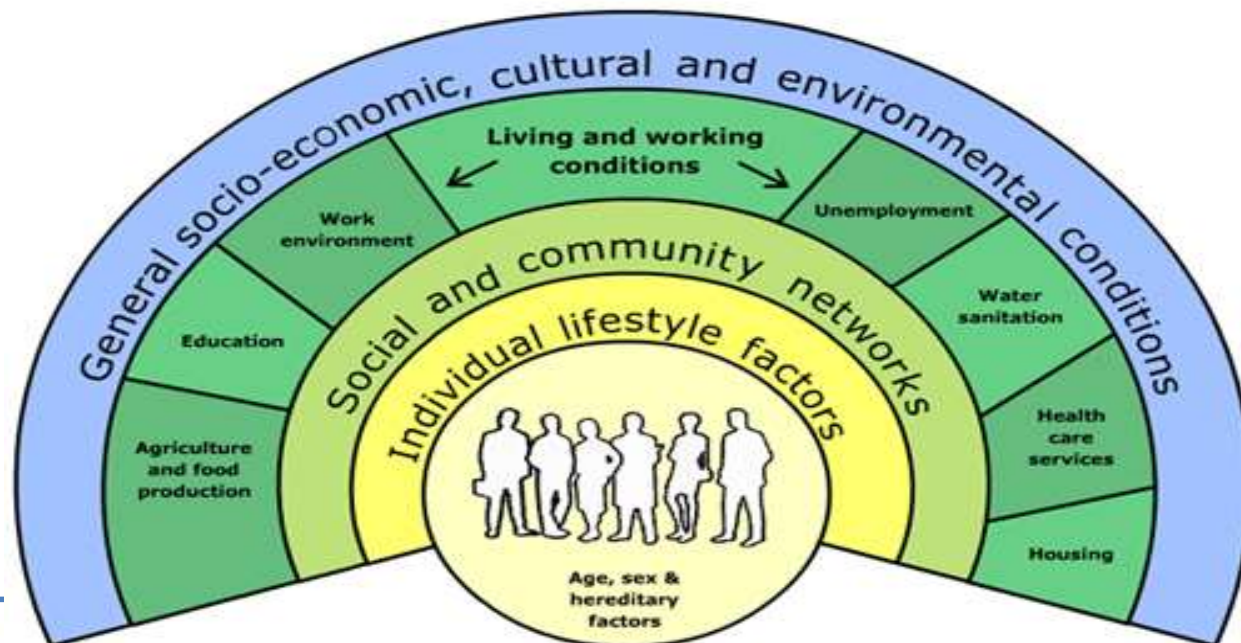 General socio-economic, cultural and environmental conditions
Living and working
conditions
Work
environment
Unemployment
Education
Water
sanitation
Agriculture
and food
production
Health
care
services
Housing
Social and community networks
Individual lifestyle factors
Age, sex &
hereditary
factors